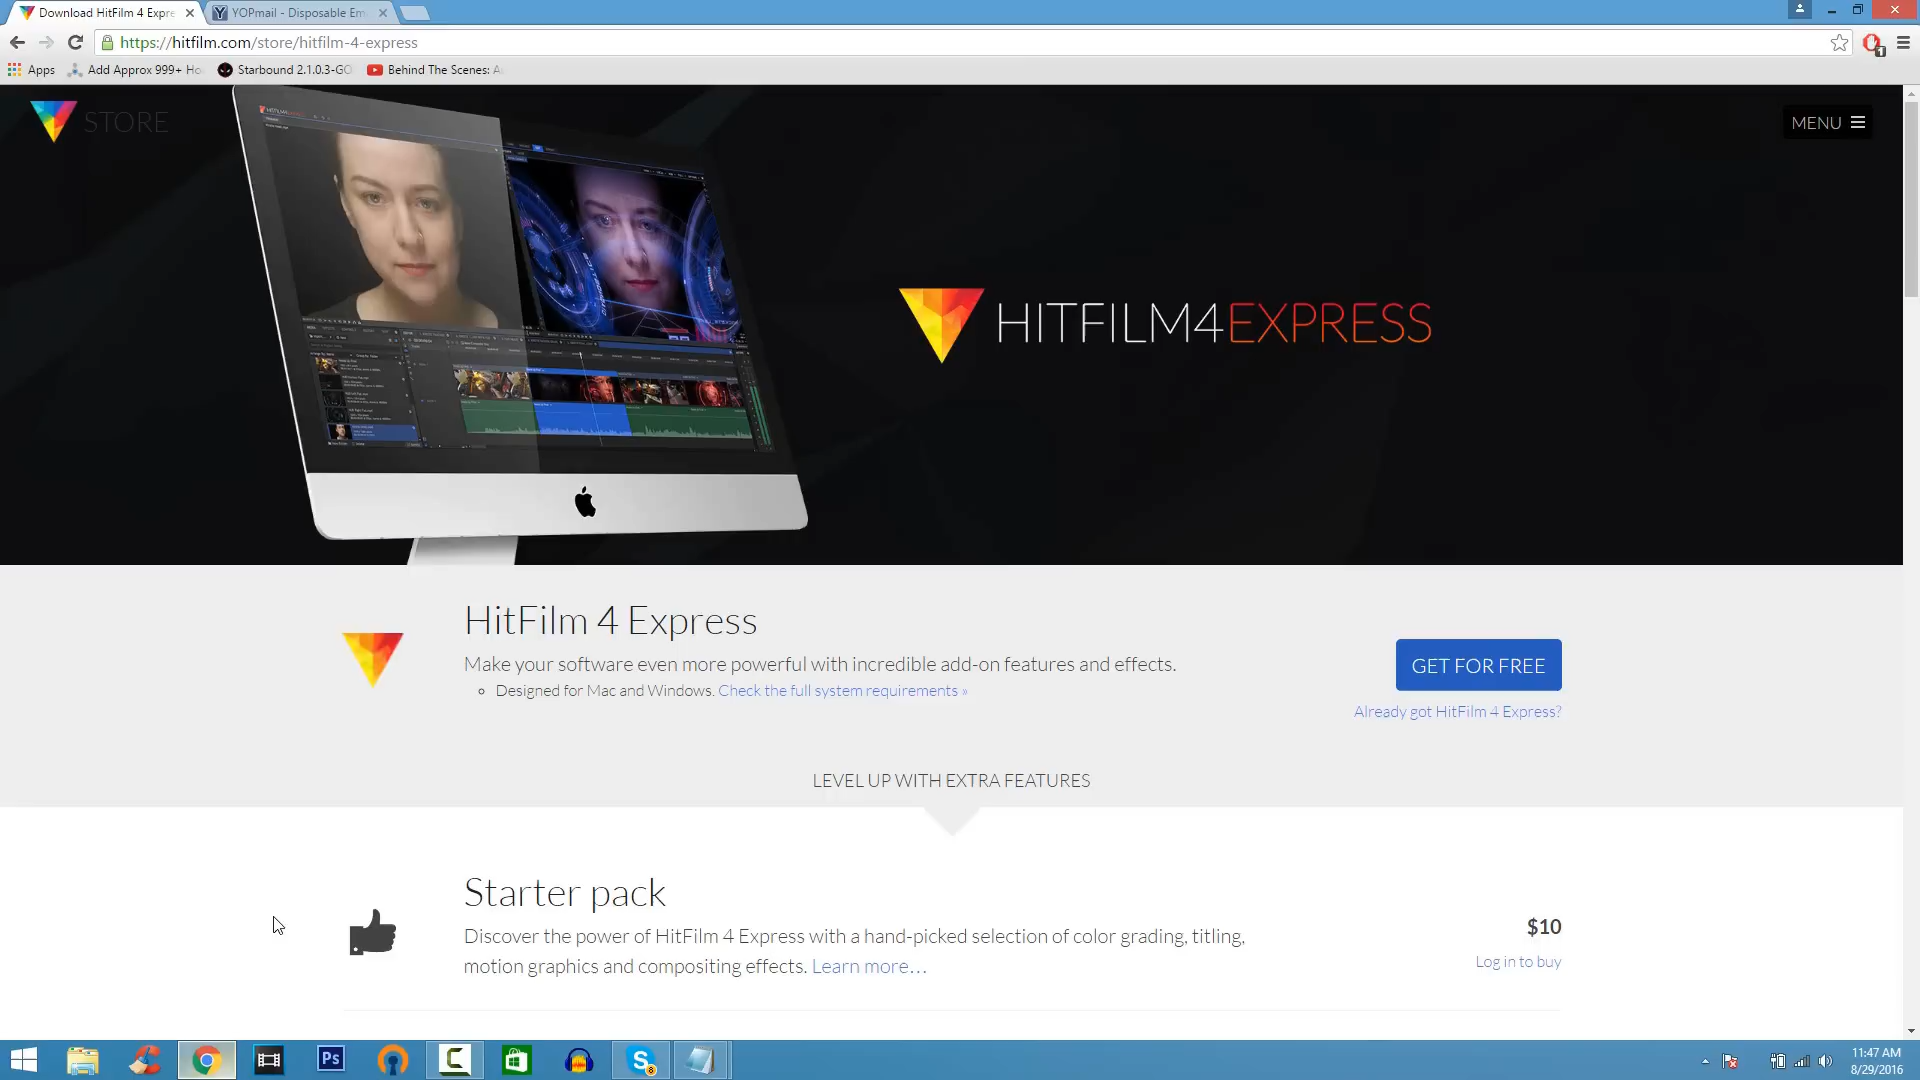 Download HitFilm 4 Expre
YOPmail - Disposable Em
https://hitfilm.com/store/hitfilm-4-express
Apps
Add Approx 999+ Ho
Starbound 2.1.0.3-GO
Behind The Scenes: A
STORE
MENU
HITFILM4EXPRESS
HitFilm 4 Express
Make your software even more powerful with incredible add-on features and effects.
Designed for Mac and Windows. Check the full system requirements »
GET FOR FREE
Already got HitFilm 4 Express?
LEVEL UP WITH EXTRA FEATURES
Starter pack
Discover the power of HitFilm 4 Express with a hand-picked selection of color grading, titling,
motion graphics and compositing effects. Learn more…
$10
Log in to buy
Ps
11:47 AM
8/29/2016